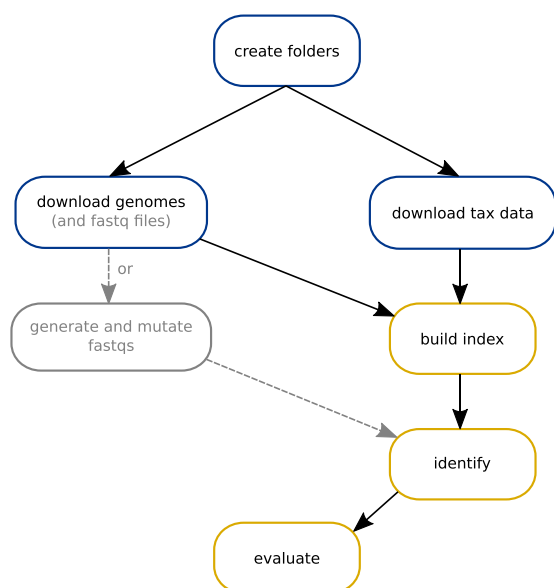 create folders
download genomes
(and fastq files)
download tax data
or
generate and mutate
fastqs
build index
identify
evaluate